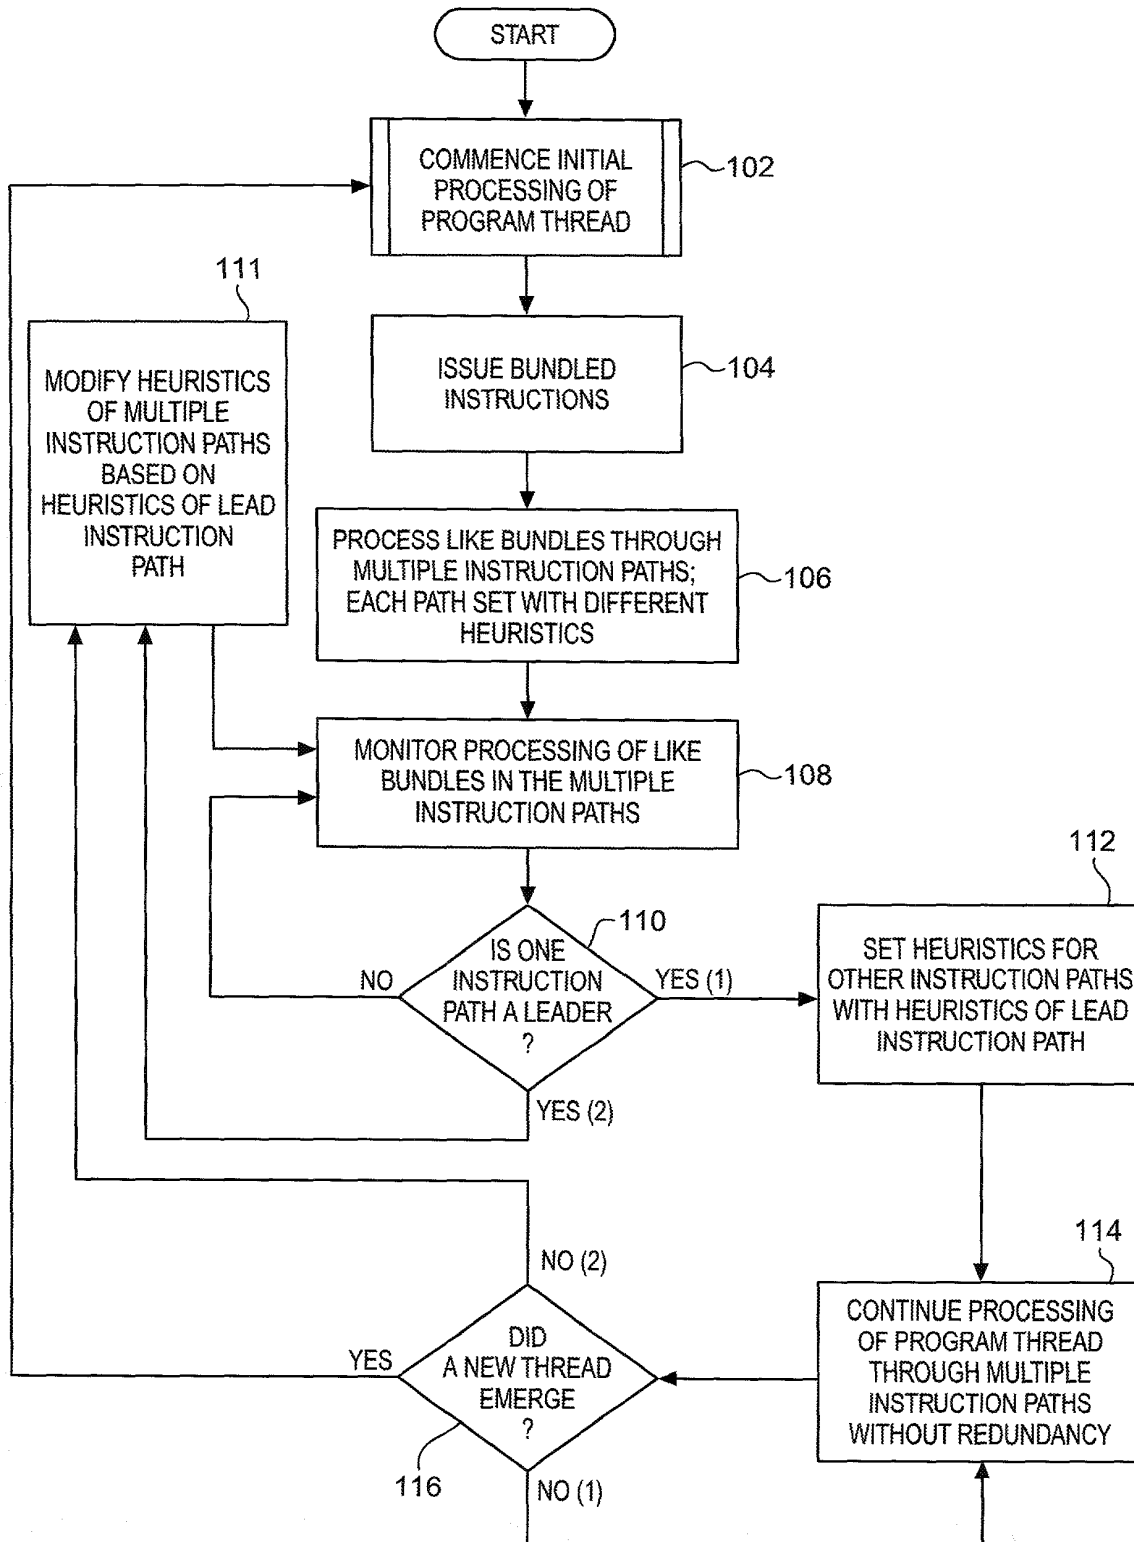 START
COMMENCE INITIAL
PROCESSING OF
PROGRAM THREAD
102
111
MODIFY HEURISTICS
OF MULTIPLE
INSTRUCTION PATHS
BASED ON
HEURISTICS OF LEAD
INSTRUCTION
PATH
ISSUE BUNDLED
INSTRUCTIONS
104
PROCESS LIKE BUNDLES THROUGH
MULTIPLE INSTRUCTION PATHS;
EACH PATH SET WITH DIFFERENT
HEURISTICS
106
MONITOR PROCESSING OF LIKE
BUNDLES IN THE MULTIPLE
INSTRUCTION PATHS
108
IS ONE
INSTRUCTION
PATH A LEADER
?
110
NO
YES (1)
YES (2)
112
SET HEURISTICS FOR
OTHER INSTRUCTION PATHS
WITH HEURISTICS OF LEAD
INSTRUCTION PATH
114
CONTINUE PROCESSING
OF PROGRAM THREAD
THROUGH MULTIPLE
INSTRUCTION PATHS
WITHOUT REDUNDANCY
NO (2)
DID
A NEW THREAD
EMERGE
?
YES
116
NO (1)